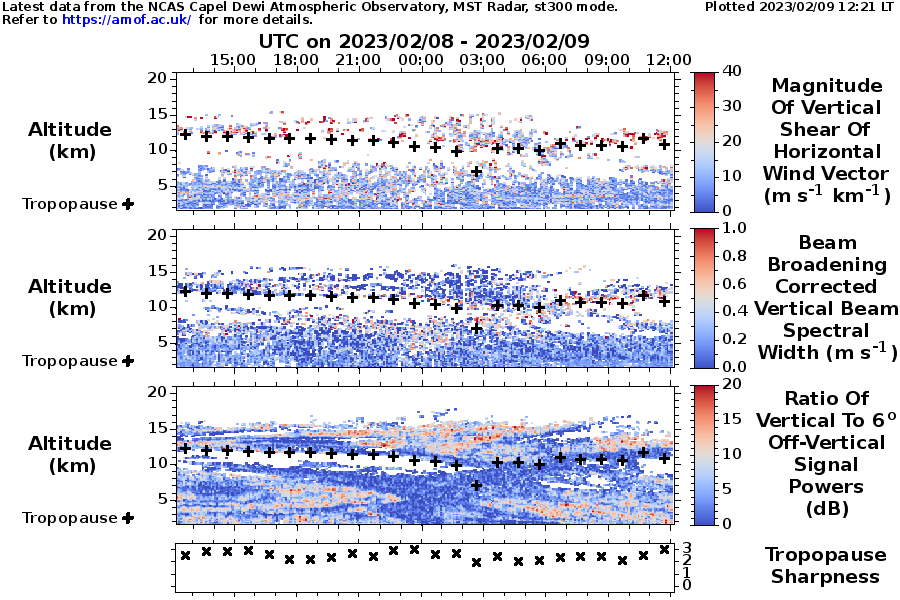 Latest data from the NCAS Capel Dewi Atmospheric Observatory, MST Radar, st300 mode.
Plotted 2023/02/09 12:21 LT
Refer to https://amof.ac.uk/ for more details.
UTC on 2023/02/08 - 2023/02/09
15:00 18:00 21:00 00:00 03:00 06:00 09:00 12:00
20
15
10
5
Altitude
(km)
Tropopause
40
30
20
10
0
Magnitude
Of Vertical
Shear Of
Horizontal
Wind Vector
(m s-1 km-1)
20
15
10
5
Altitude
(km)
Tropopause
1.0
0.8
0.6
0.4
0.2
0.0
Beam
Broadening
Corrected
Vertical Beam
Spectral
Width (m s-1)
20
15
10
5
Altitude
(km)
Tropopause
20
15
10
5
0
Ratio Of
Vertical To 6o
Off-Vertical
Signal
Powers
(dB)
3
2
1
0
Tropopause
Sharpness